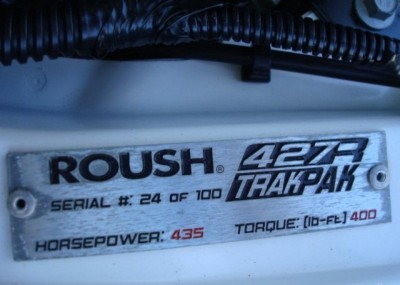 ROUSH® 427R
TRAKPAK
SERIAL #: 24 OF 100
HORSEPOWER: 435 TORQUE: (lb-ft) 400